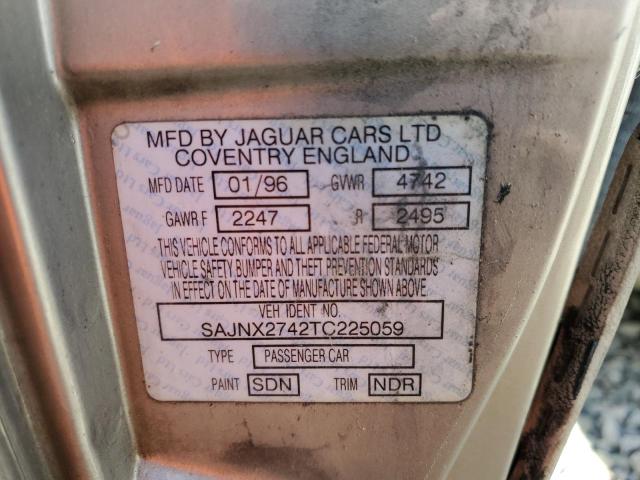 MFD BY JAGUAR CARS LTD
COVENTRY ENGLAND
MFD DATE 01/96 GVWR 4742
GAWR F 2247 R 2495
THIS VEHICLE CONFORMS TO ALL APPLICABLE FEDERAL MOTOR
VEHICLE SAFETY BUMPER AND THEFT PREVENTION STANDARDS
IN EFFECT ON THE DATE OF MANUFACTURE SHOWN ABOVE.
VEH IDENT NO.
SAJNX2742TC225059
TYPE PASSENGER CAR
PAINT SDN TRIM NDR